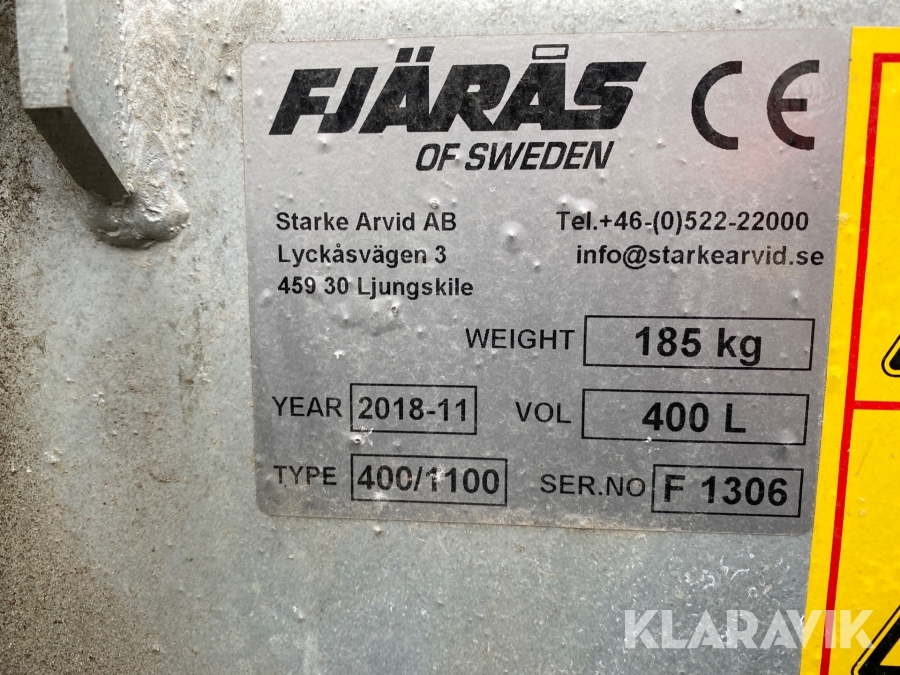 FJÄRÅS
OF SWEDEN
CE
Starke Arvid AB
Lyckåsvägen 3
459 30 Ljungskile
Tel.+46-(0)522-22000
info@starkearvid.se
WEIGHT 185 kg
YEAR 2018-11 VOL 400 L
TYPE 400/1100 SER.NO F 1306
KLARAVIK